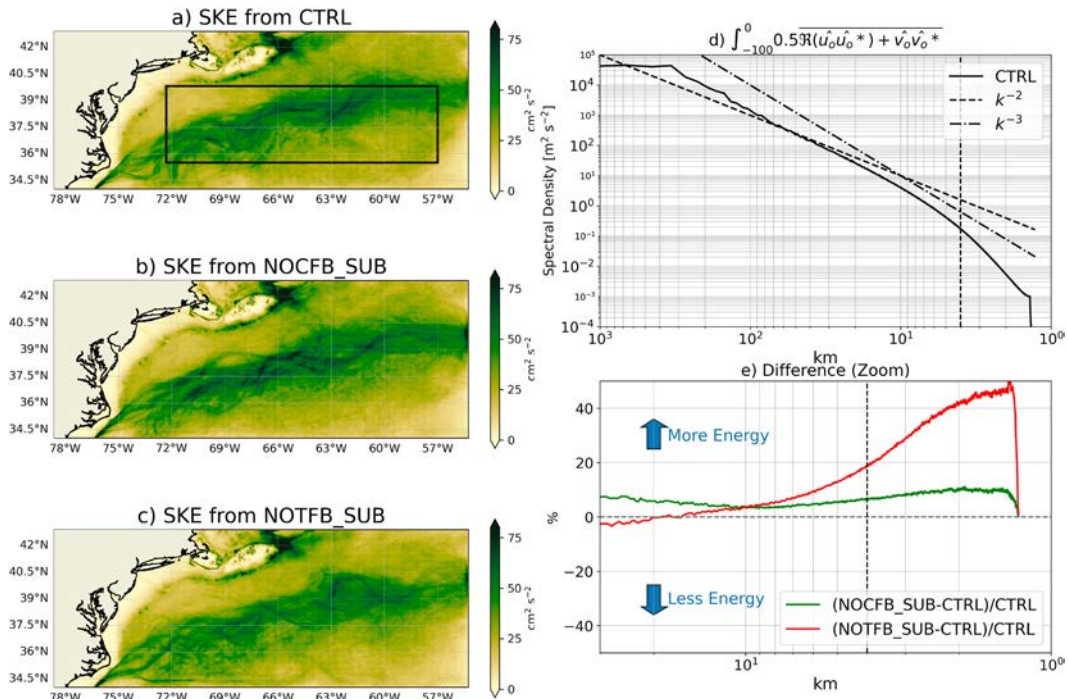 a) SKE from CTRL
42°N
40.5°N
39°N
37.5°N
36°N
34.5°N
78°W 75°W 72°W 69°W 66°W 63°W 60°W 57°W
75
50
25
0
cm² s⁻²
b) SKE from NOCFB_SUB
42°N
40.5°N
39°N
37.5°N
36°N
34.5°N
78°W 75°W 72°W 69°W 66°W 63°W 60°W 57°W
75
50
25
0
cm² s⁻²
c) SKE from NOTFB_SUB
42°N
40.5°N
39°N
37.5°N
36°N
34.5°N
78°W 75°W 72°W 69°W 66°W 63°W 60°W 57°W
75
50
25
0
cm² s⁻²
d) ∫₋₁₀₀⁰ 0.5ℜ(û₀û₀*) + v̂₀v̂₀*
Spectral Density [m² s⁻²]
10⁵
10⁴
10³
10²
10¹
10⁰
10⁻¹
10⁻²
10⁻³
10⁻⁴
10³ 10² 10¹ 10⁰
km
CTRL
k⁻²
k⁻³
e) Difference (Zoom)
%
40
20
0
−20
−40
More Energy
Less Energy
(NOCFB_SUB-CTRL)/CTRL
(NOTFB_SUB-CTRL)/CTRL
10¹ 10⁰
km